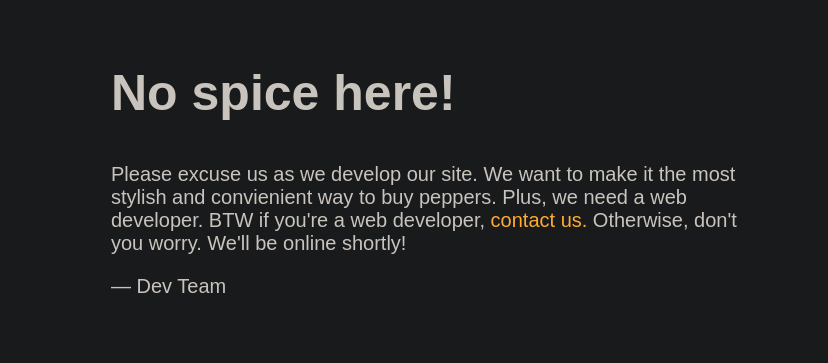 No spice here!
Please excuse us as we develop our site. We want to make it the most
stylish and convienient way to buy peppers. Plus, we need a web
developer. BTW if you're a web developer, contact us. Otherwise, don't
you worry. We'll be online shortly!
— Dev Team